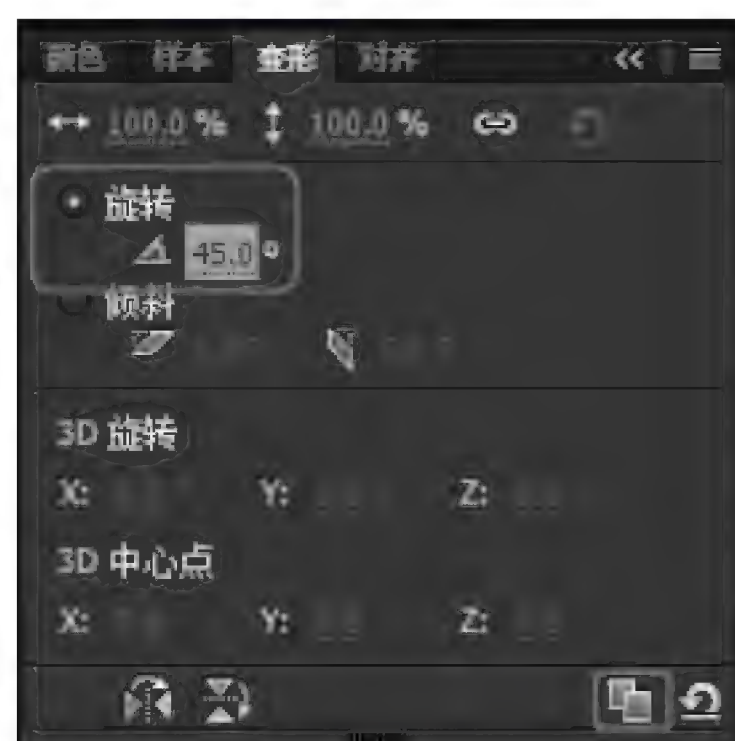 颜色 样本 变形 对齐
100.0 % 100.0 %
旋转
45.0 °
倾斜
3D 旋转
X: Y: Z:
3D 中心点
X: Y: Z: